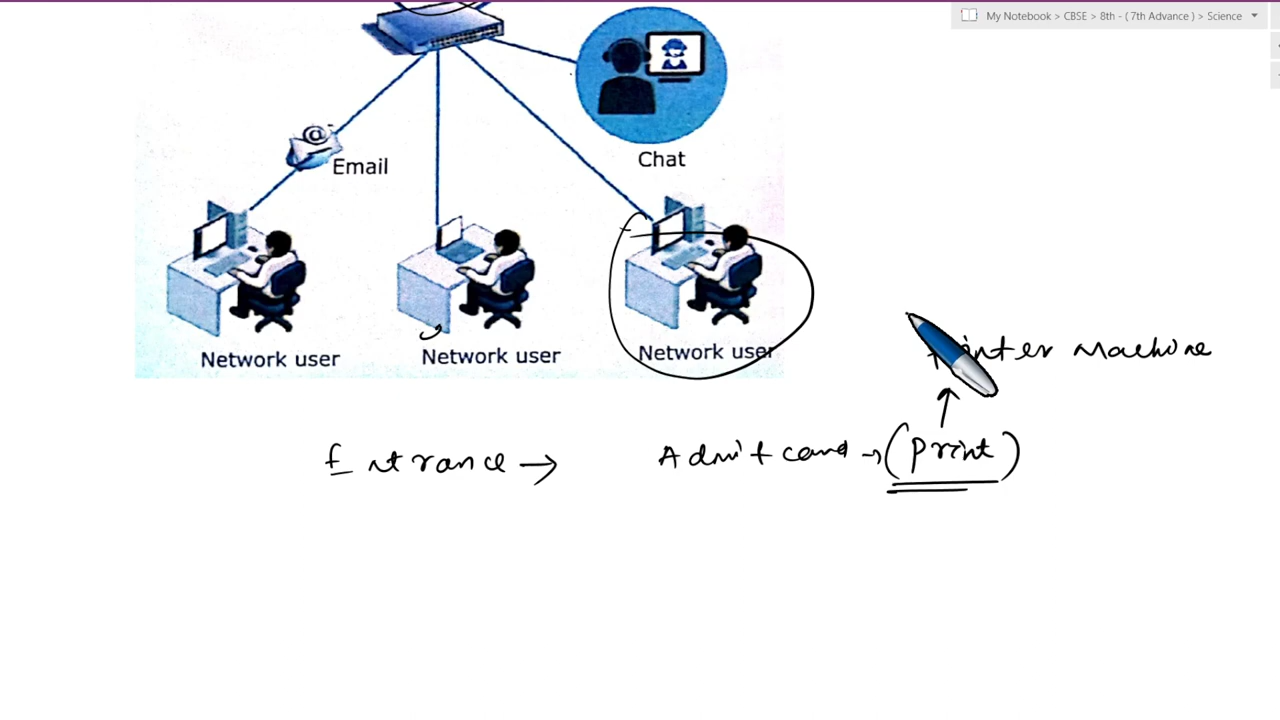 My Notebook > CBSE > 8th - ( 7th Advance ) > Science
@
Email
Chat
Network user
Network user
Network user
Machine
Entrance → Admit card → (Print)